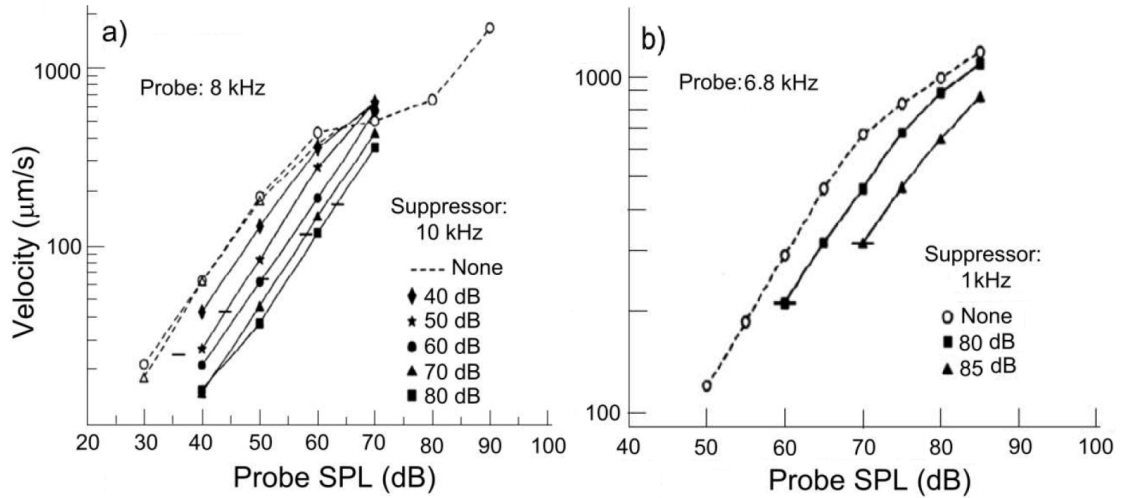 a)
Probe: 8 kHz
1000
100
Velocity (μm/s)
Suppressor:
10 kHz
None
40 dB
50 dB
60 dB
70 dB
80 dB
20 30 40 50 60 70 80 90 100
Probe SPL (dB)
b)
Probe:6.8 kHz
1000
100
Suppressor:
1kHz
None
80 dB
85 dB
40 50 60 70 80 90 100
Probe SPL (dB)